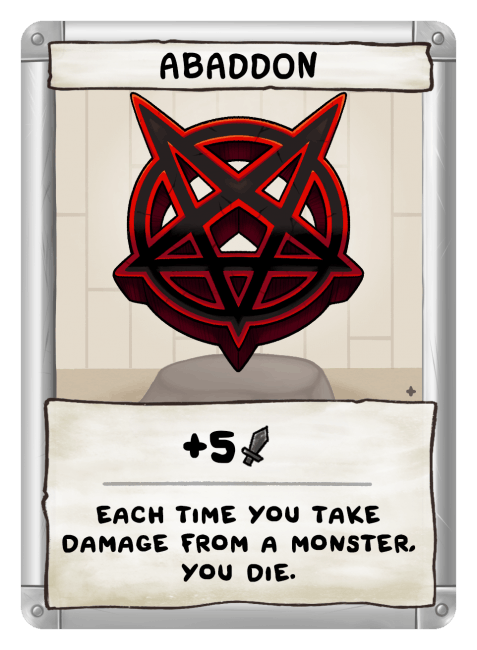 ABADDON
+5
EACH TIME YOU TAKE
DAMAGE FROM A MONSTER,
YOU DIE.